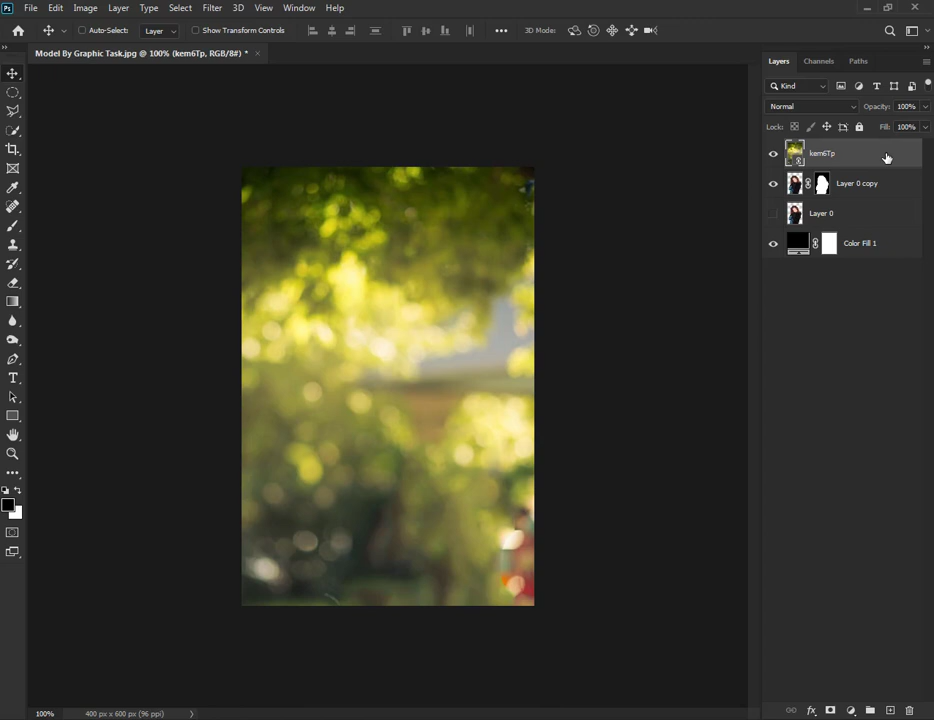 Ps File Edit Image Layer Type Select Filter 3D View Window Help
Auto-Select: Layer Show Transform Controls 3D Mode:
Model By Graphic Task.jpg @ 100% (kem6Tp, RGB/8#) *
Layers Channels Paths
Kind
Normal Opacity: 100%
Lock: Fill: 100%
kem6Tp
Layer 0 copy
Layer 0
Color Fill 1
100% 400 px x 600 px (96 ppi)